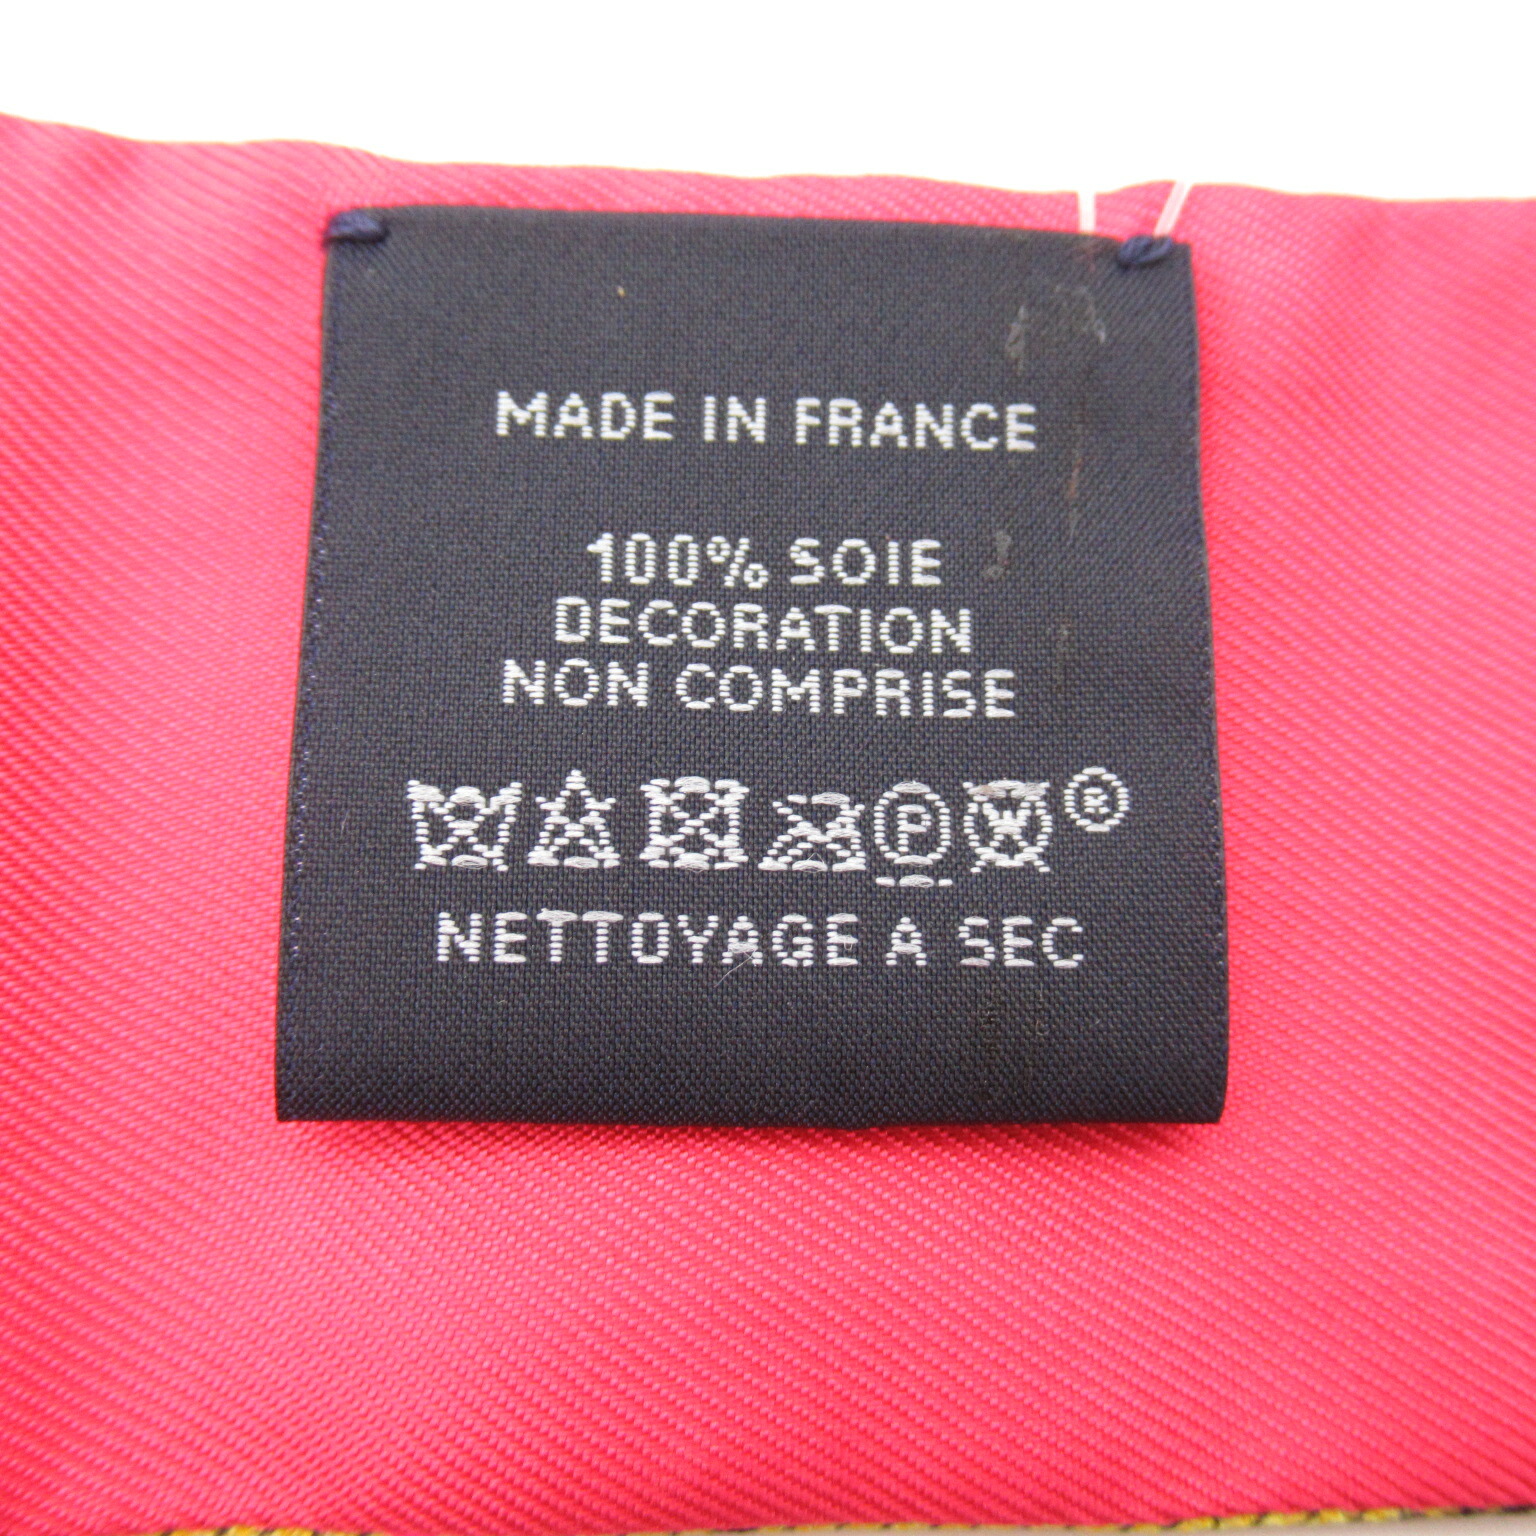 MADE IN FRANCE
100% SOIE
DECORATION
NON COMPRISE
P W ®
NETTOYAGE A SEC